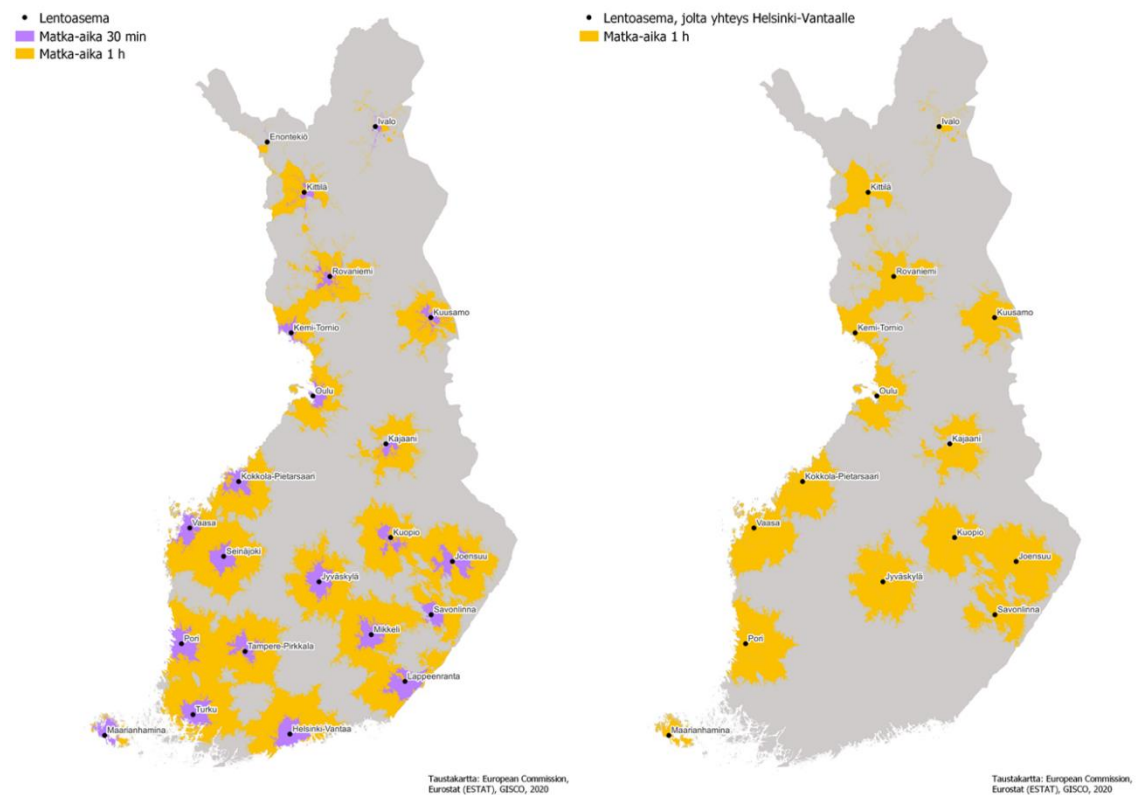 Lentoasema
Matka-aika 30 min
Matka-aika 1 h
Enontekiö
Ivalo
Kittilä
Rovaniemi
Kuusamo
Kemi-Tornio
Oulu
Kajaani
Kokkola-Pietarsaari
Vaasa
Seinäjoki
Kuopio
Joensuu
Jyväskylä
Savonlinna
Mikkeli
Pori
Tampere-Pirkkala
Lappeenranta
Turku
Helsinki-Vantaa
Maarianhamina
Taustakartta: European Commission,
Eurostat (ESTAT), GISCO, 2020
Lentoasema, jolta yhteys Helsinki-Vantaalle
Matka-aika 1 h
Ivalo
Kittilä
Rovaniemi
Kuusamo
Kemi-Tornio
Oulu
Kajaani
Kokkola-Pietarsaari
Vaasa
Kuopio
Joensuu
Jyväskylä
Savonlinna
Pori
Maarianhamina
Taustakartta: European Commission,
Eurostat (ESTAT), GISCO, 2020